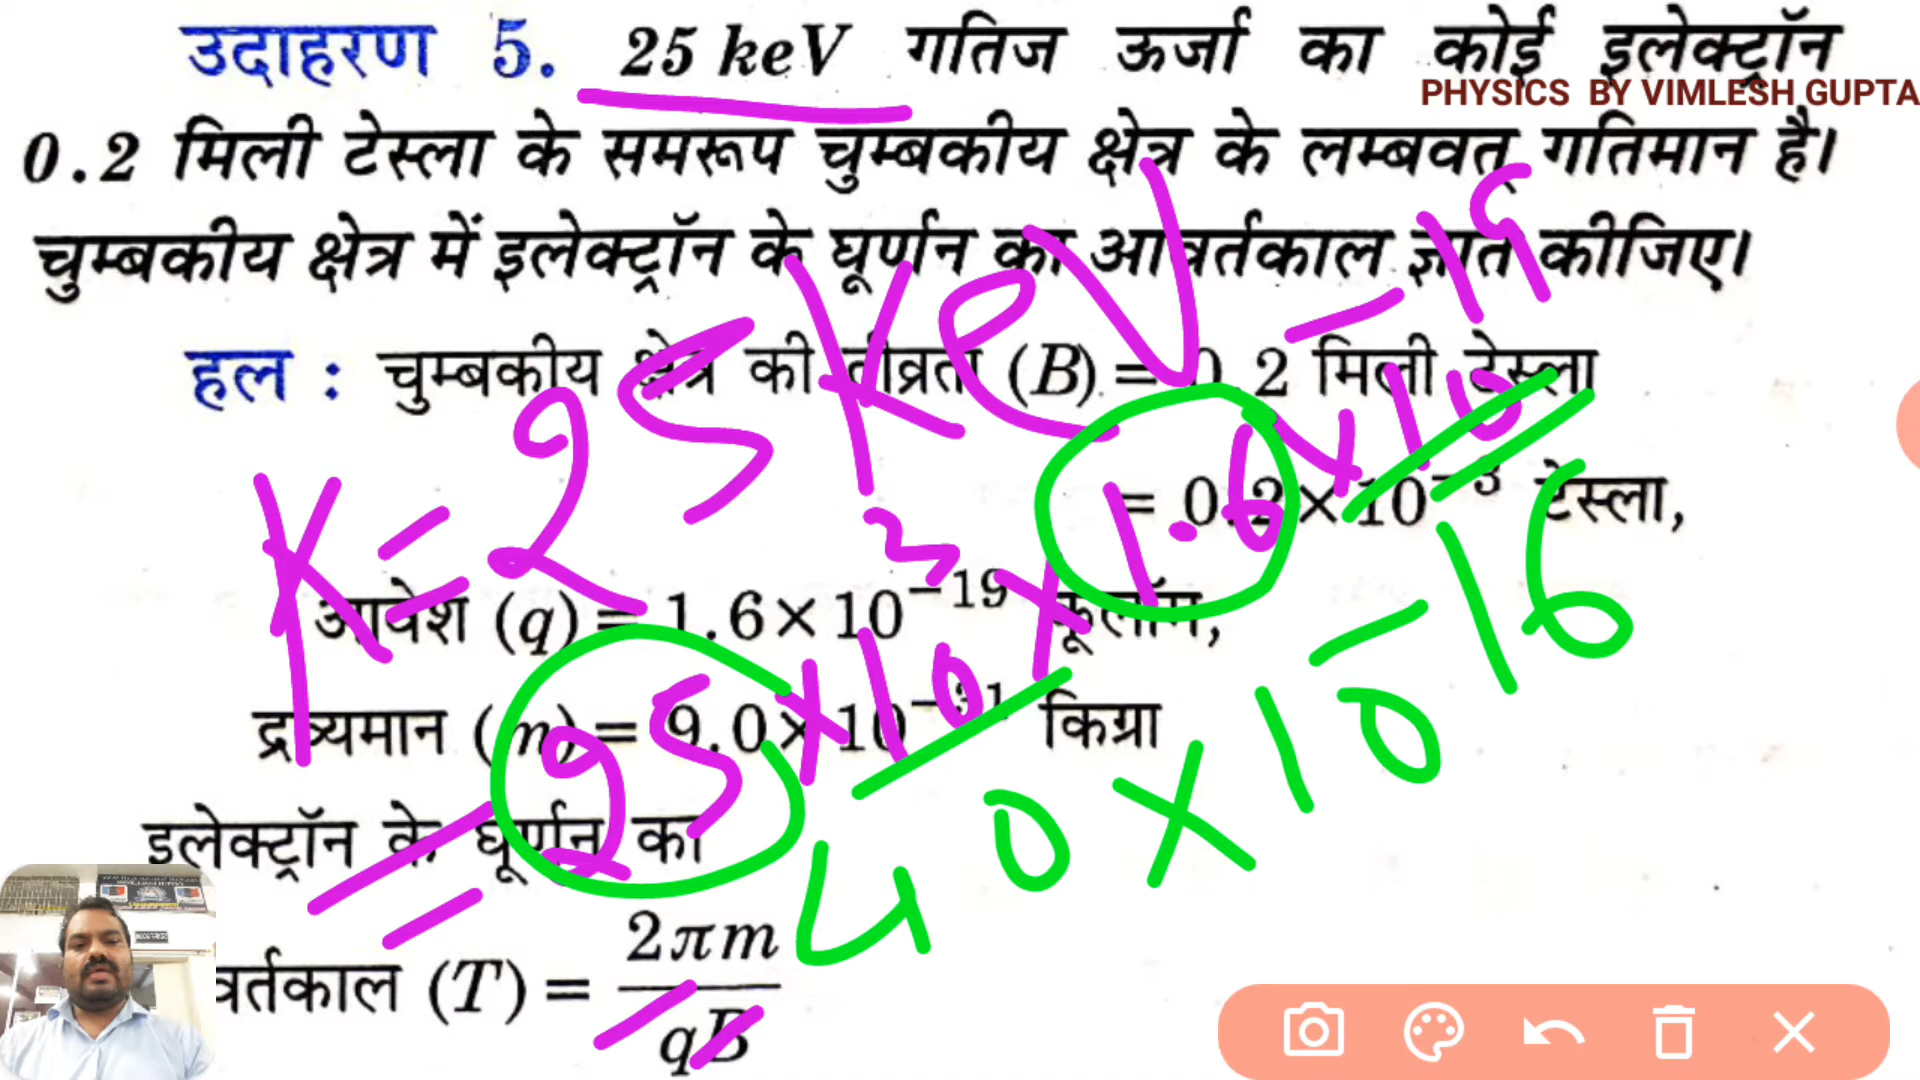 उदाहरण 5. 25 keV गतिज ऊर्जा का कोई इलेक्ट्रॉन
PHYSICS BY VIMLESH GUPTA
0.2 मिली टेस्ला के समरूप चुम्बकीय क्षेत्र के लम्बवत् गतिमान है।
चुम्बकीय क्षेत्र में इलेक्ट्रॉन के घूर्णन का आवर्तकाल ज्ञात कीजिए।
हल : चुम्बकीय क्षेत्र की तीव्रता (B) = 0.2 मिली टेस्ला
= 0.2×10⁻³ टेस्ला,
K = 25 KeV
आवेश (q) = 1.6×10⁻¹⁹ कूलॉम,
= 25×10³×1.6×10⁻¹⁹
द्रव्यमान (m) = 9.0×10⁻³¹ किग्रा
40×10⁻¹⁶
इलेक्ट्रॉन के घूर्णन का
वर्तकाल (T) = 2πm / qB